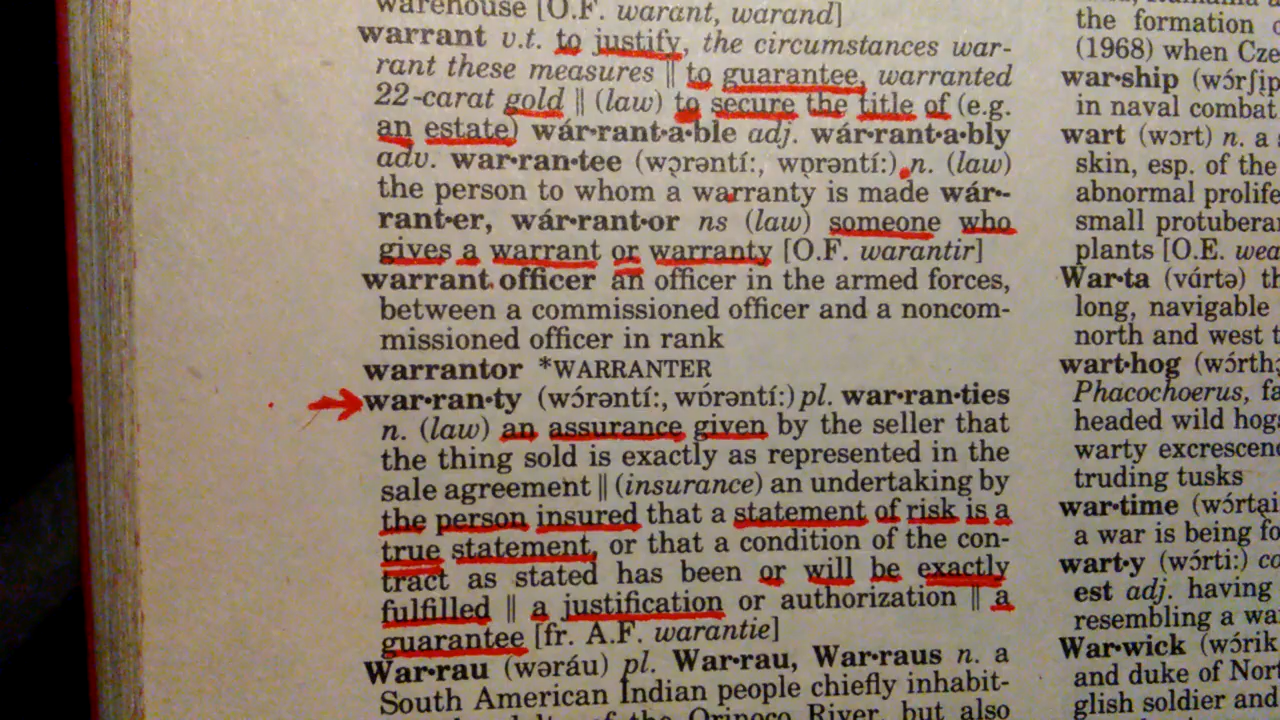 warehouse [O.F. warant, warand]
warrant v.t. to justify, the circumstances war-
rant these measures || to guarantee, warranted
22-carat gold || (law) to secure the title of (e.g.
an estate) wár·rant·a·ble adj. wár·rant·a·bly
adv. war·ran·tee (wɔrəntí:, wɒrəntí:) n. (law)
the person to whom a warranty is made wár·-
rant·er, wár·rant·or ns (law) someone who
gives a warrant or warranty [O.F. warantir]
warrant officer an officer in the armed forces,
between a commissioned officer and a noncom-
missioned officer in rank
warrantor *WARRANTER
war·ran·ty (wɔ́rəntí:, wɒ́rəntí:) pl. war·ran·ties
n. (law) an assurance given by the seller that
the thing sold is exactly as represented in the
sale agreement || (insurance) an undertaking by
the person insured that a statement of risk is a
true statement, or that a condition of the con-
tract as stated has been or will be exactly
fulfilled || a justification or authorization || a
guarantee [fr. A.F. warantie]
War·rau (wəráu) pl. War·rau, War·raus n. a
South American Indian people chiefly inhabit-
of the Orinoco River, but also
the formation
(1968) when Cze
war·ship (wɔ́rʃip
in naval combat
wart (wɔrt) n. a
skin, esp. of the
abnormal prolife
small protubera
plants [O.E. wea
War·ta (vártə) th
long, navigable
north and west t
wart·hog (wɔ́rth
Phacochoerus, fa
headed wild hog
warty excrescen
truding tusks
war·time (wɔ́rtai
a war is being fo
wart·y (wɔ́rti:) co
est adj. having
resembling a wa
War·wick (wɔ́rik
and duke of Nor
glish soldier and